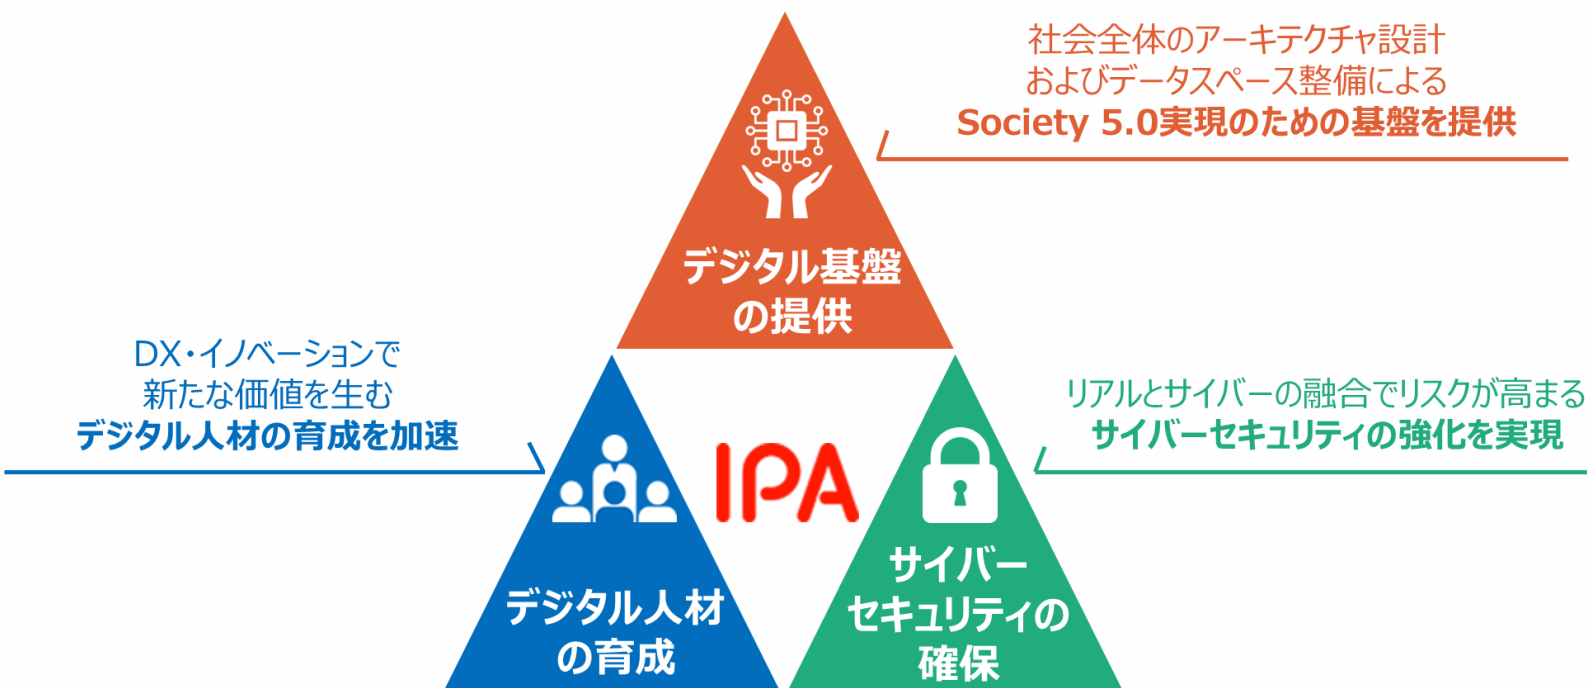 社会全体のアーキテクチャ設計
およびデータスペース整備による
Society 5.0実現のための基盤を提供
デジタル基盤
の提供
DX・イノベーションで
新たな価値を生む
デジタル人材の育成を加速
リアルとサイバーの融合でリスクが高まる
サイバーセキュリティの強化を実現
IPA
デジタル人材
の育成
サイバー
セキュリティの
確保